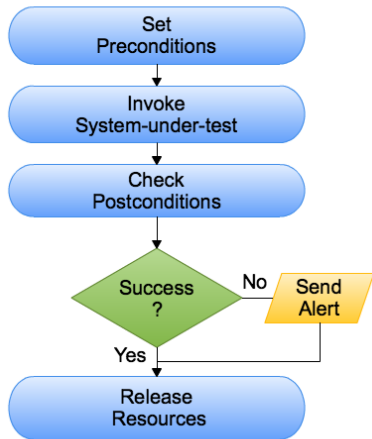 Set
Preconditions
Invoke
System-under-test
Check
Postconditions
Success
?
No
Send
Alert
Yes
Release
Resources